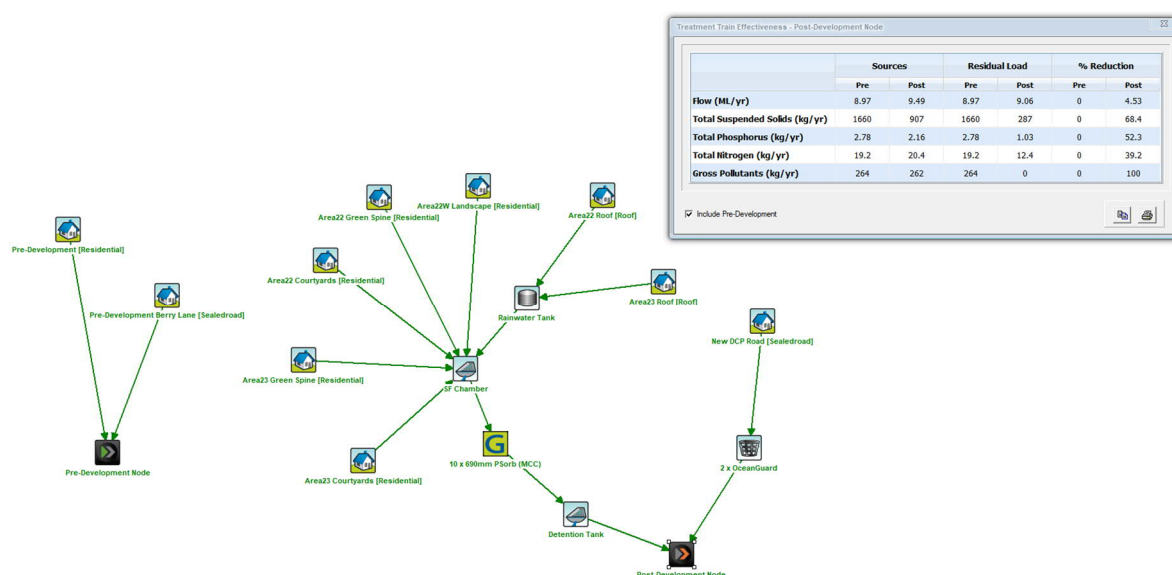 Treatment Train Effectiveness - Post-Development Node
Sources Residual Load % Reduction
Pre Post Pre Post Pre Post
Flow (ML/yr) 8.97 9.49 8.97 9.06 0 4.53
Total Suspended Solids (kg/yr) 1660 907 1660 287 0 68.4
Total Phosphorus (kg/yr) 2.78 2.16 2.78 1.03 0 52.3
Total Nitrogen (kg/yr) 19.2 20.4 19.2 12.4 0 39.2
Gross Pollutants (kg/yr) 264 262 264 0 0 100
Include Pre-Development
Area22W Landscape [Residential]
Area22 Green Spine [Residential]
Area22 Roof [Roof]
Pre-Development [Residential]
Area22 Courtyards [Residential]
Area23 Roof [Roof]
Pre-Development Berry Lane [Sealedroad]
Rainwater Tank
New DCP Road [Sealedroad]
Area23 Green Spine [Residential]
SF Chamber
G
10 x 690mm PSorb (MCC)
2 x OceanGuard
Pre-Development Node
Area23 Courtyards [Residential]
Detention Tank
Post-Development Node